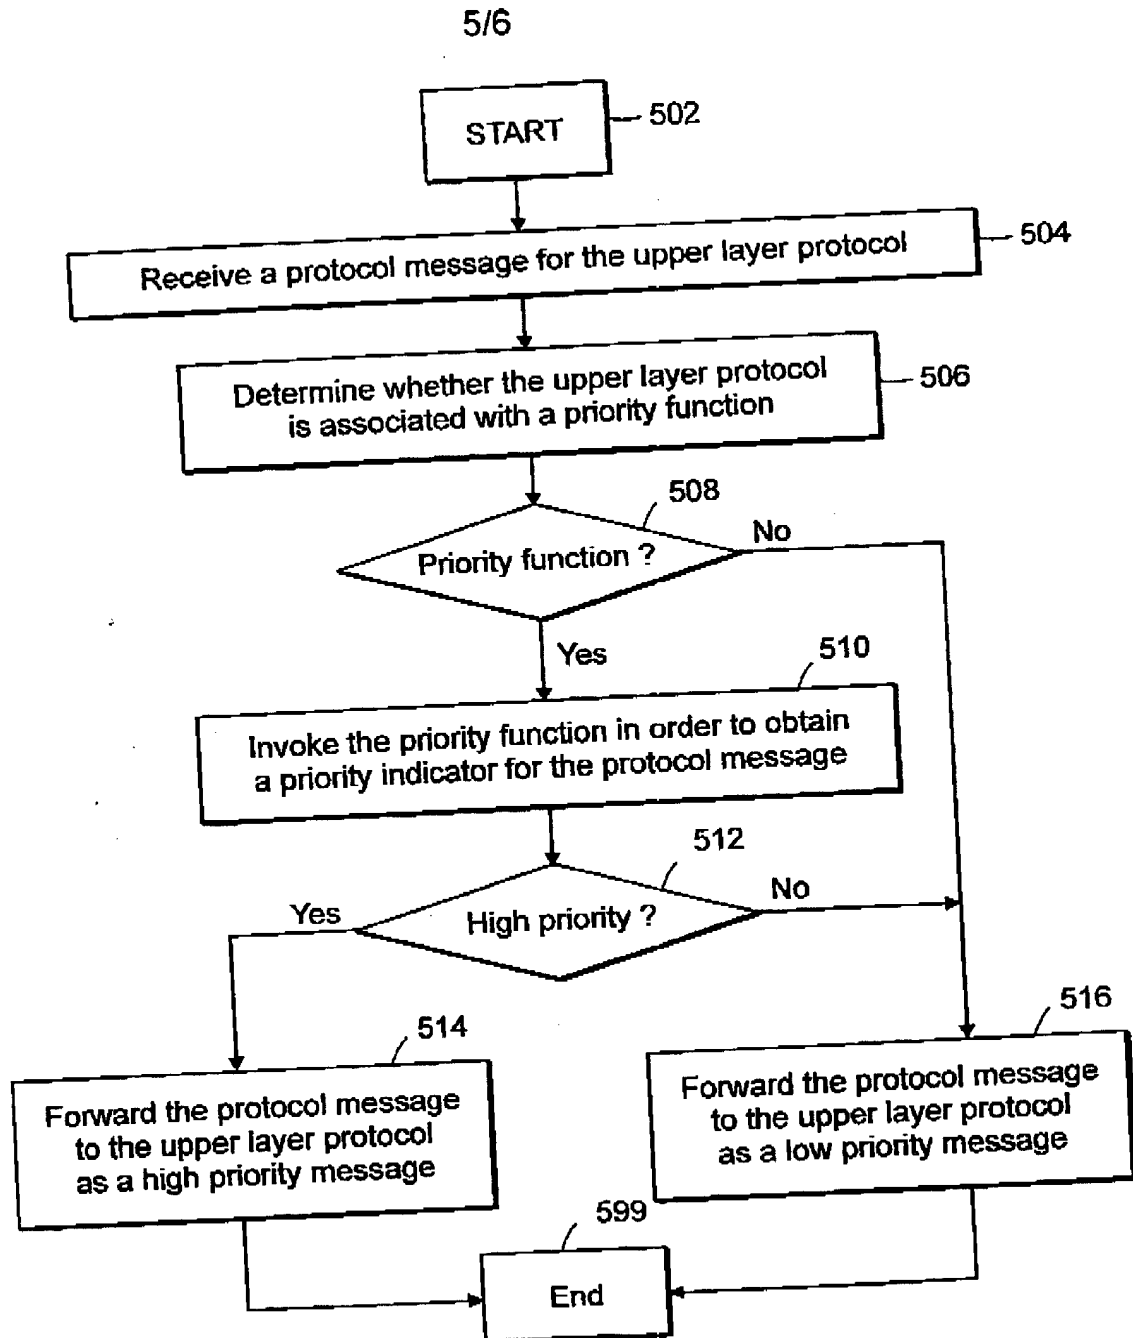 5/6
START
502
Receive a protocol message for the upper layer protocol
504
Determine whether the upper layer protocol
is associated with a priority function
506
508
Priority function ?
No
Yes
510
Invoke the priority function in order to obtain
a priority indicator for the protocol message
512
Yes
High priority ?
No
514
Forward the protocol message
to the upper layer protocol
as a high priority message
516
Forward the protocol message
to the upper layer protocol
as a low priority message
599
End